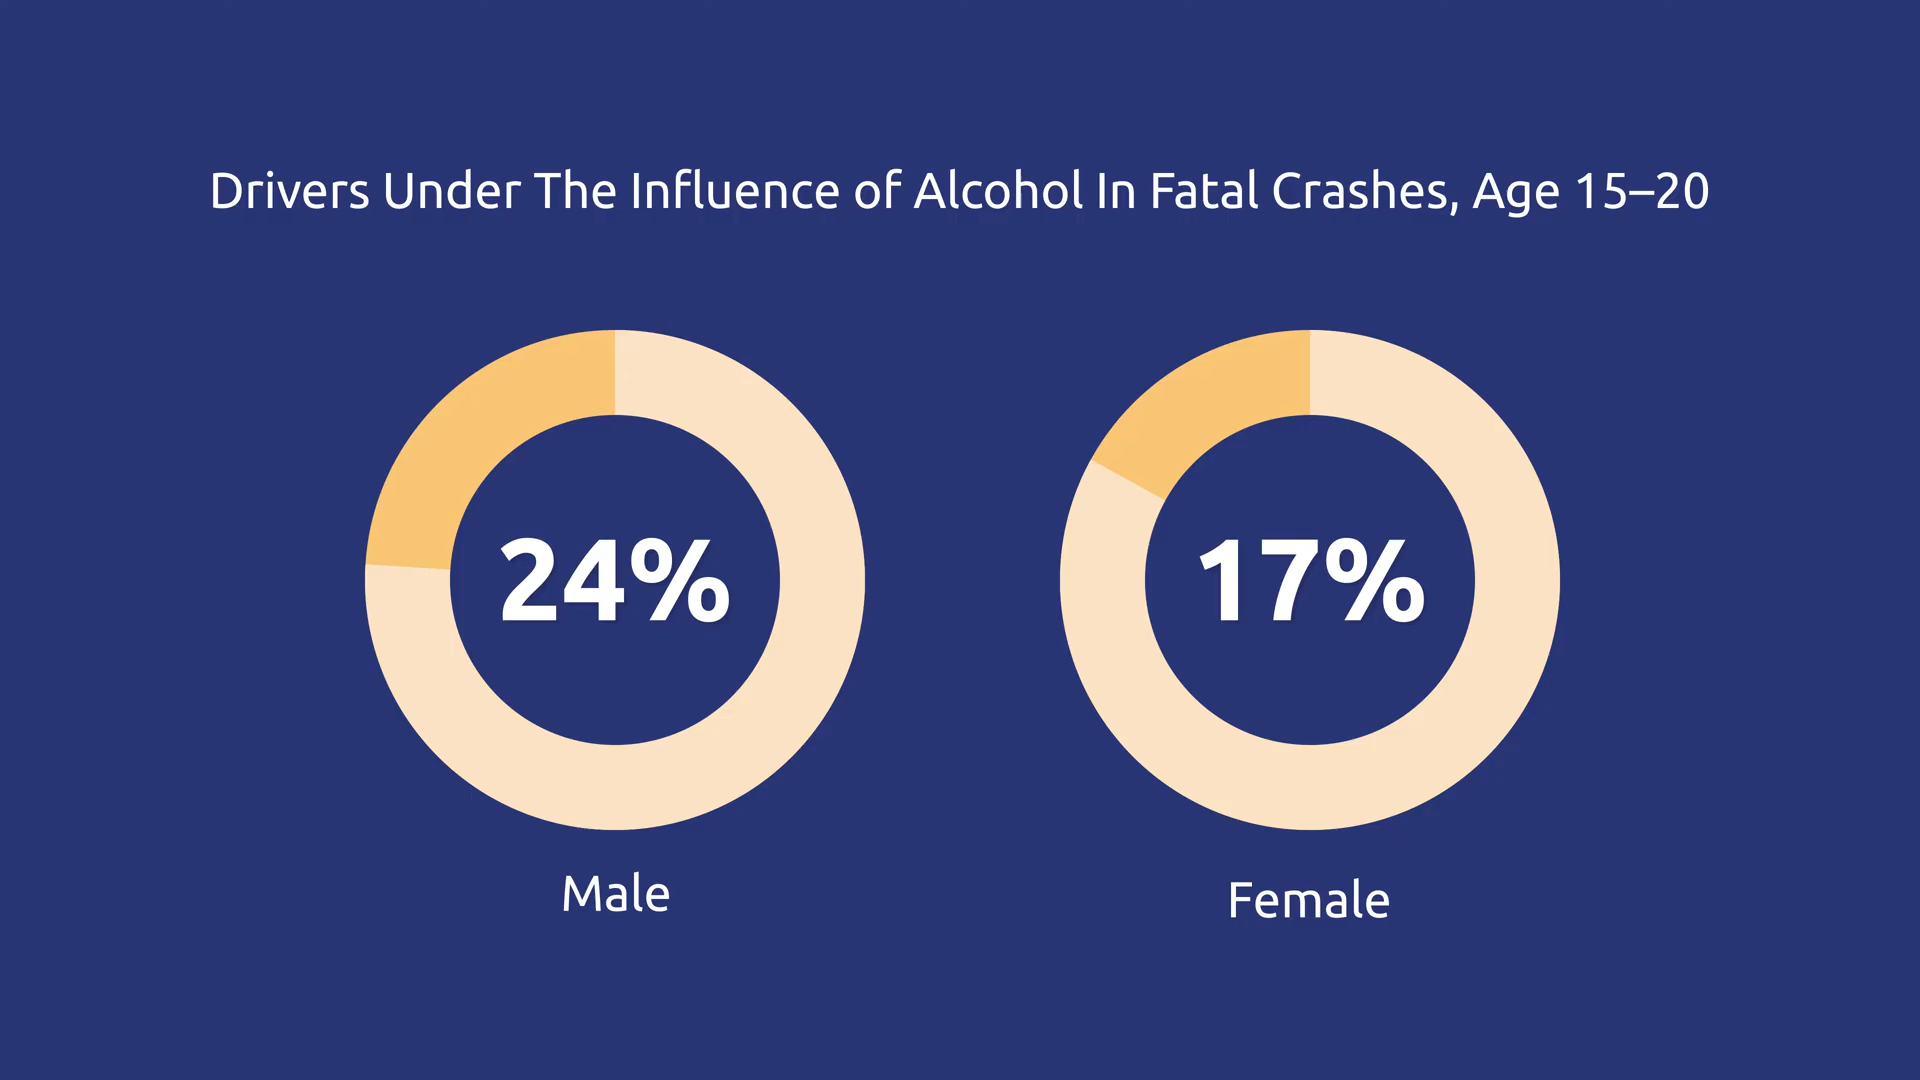 Drivers Under The Influence of Alcohol In Fatal Crashes, Age 15–20
24%
17%
Male
Female